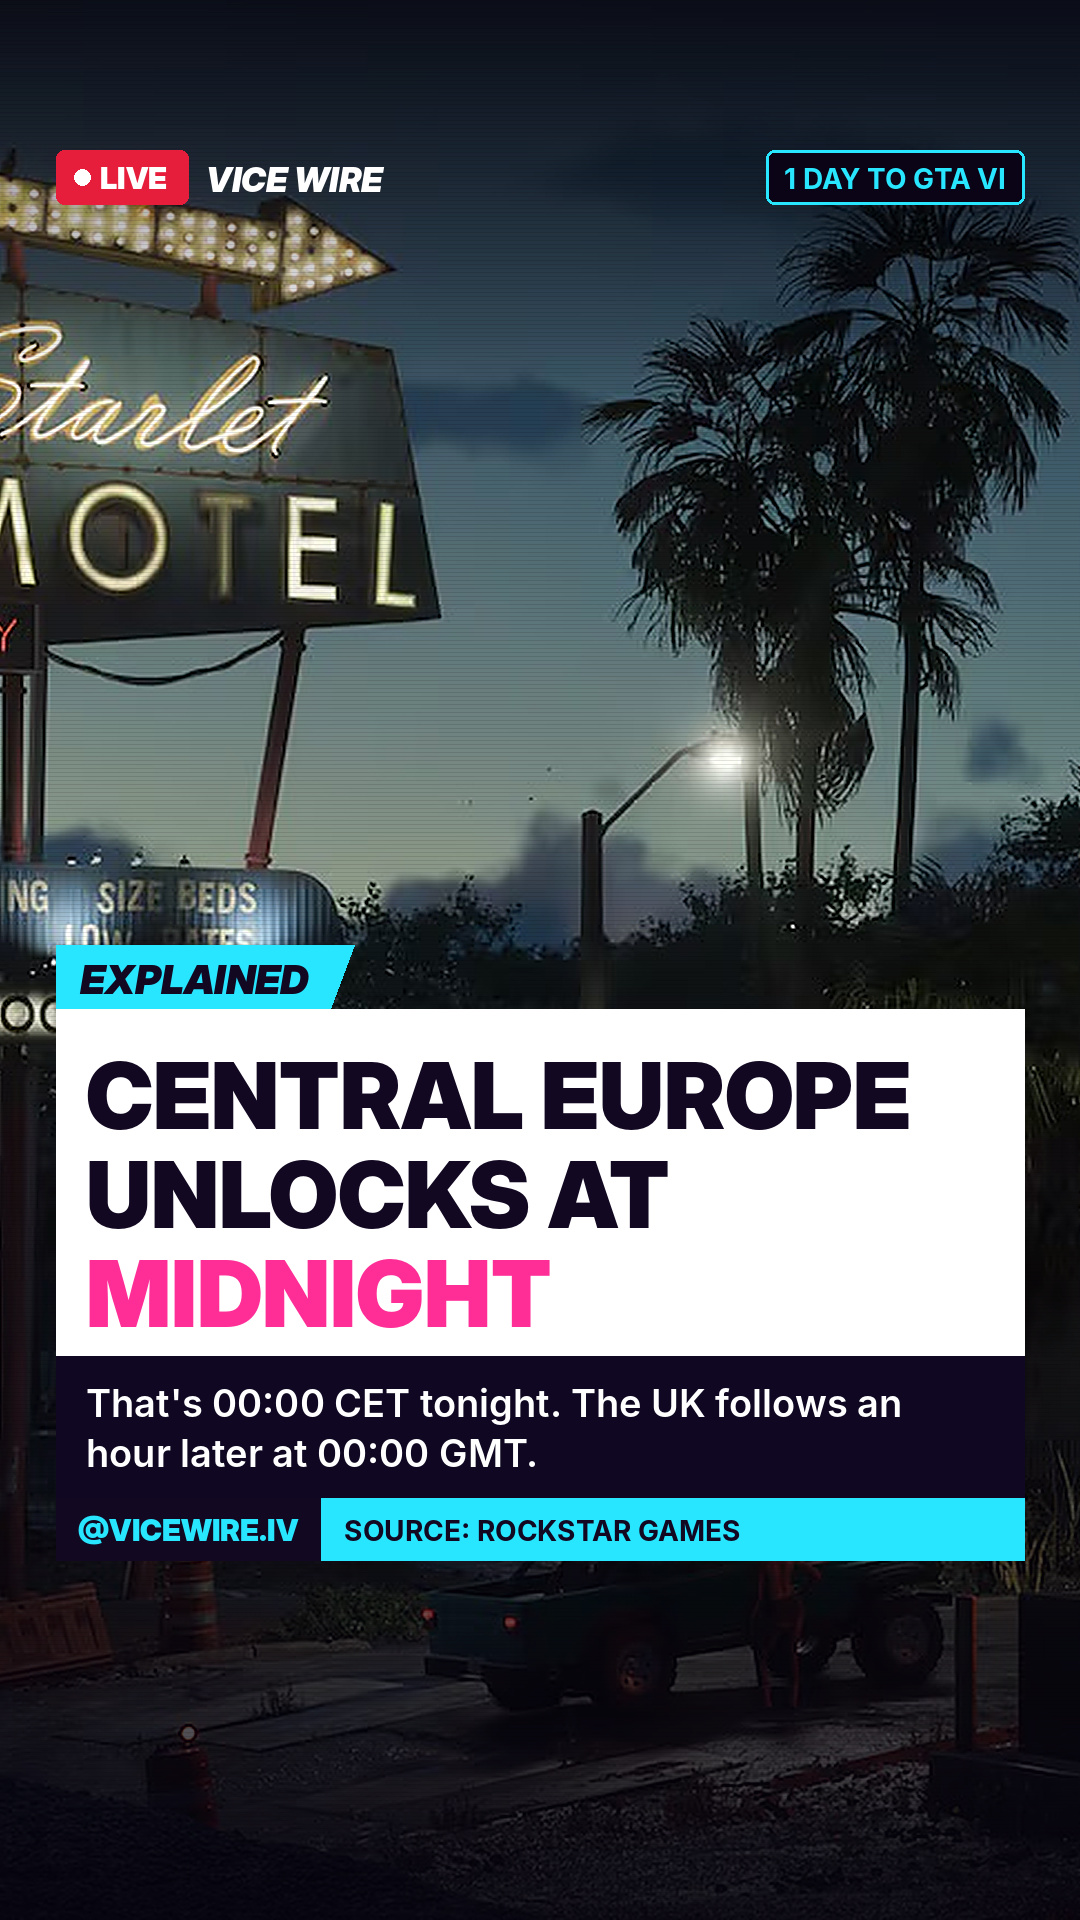 LIVE
VICE WIRE
1 DAY TO GTA VI
Starlet
MOTEL
Y
NG SIZE BEDS
LOW RATES
EXPLAINED
CENTRAL EUROPE
UNLOCKS AT
MIDNIGHT
That's 00:00 CET tonight. The UK follows an
hour later at 00:00 GMT.
@VICEWIRE.IV
SOURCE: ROCKSTAR GAMES